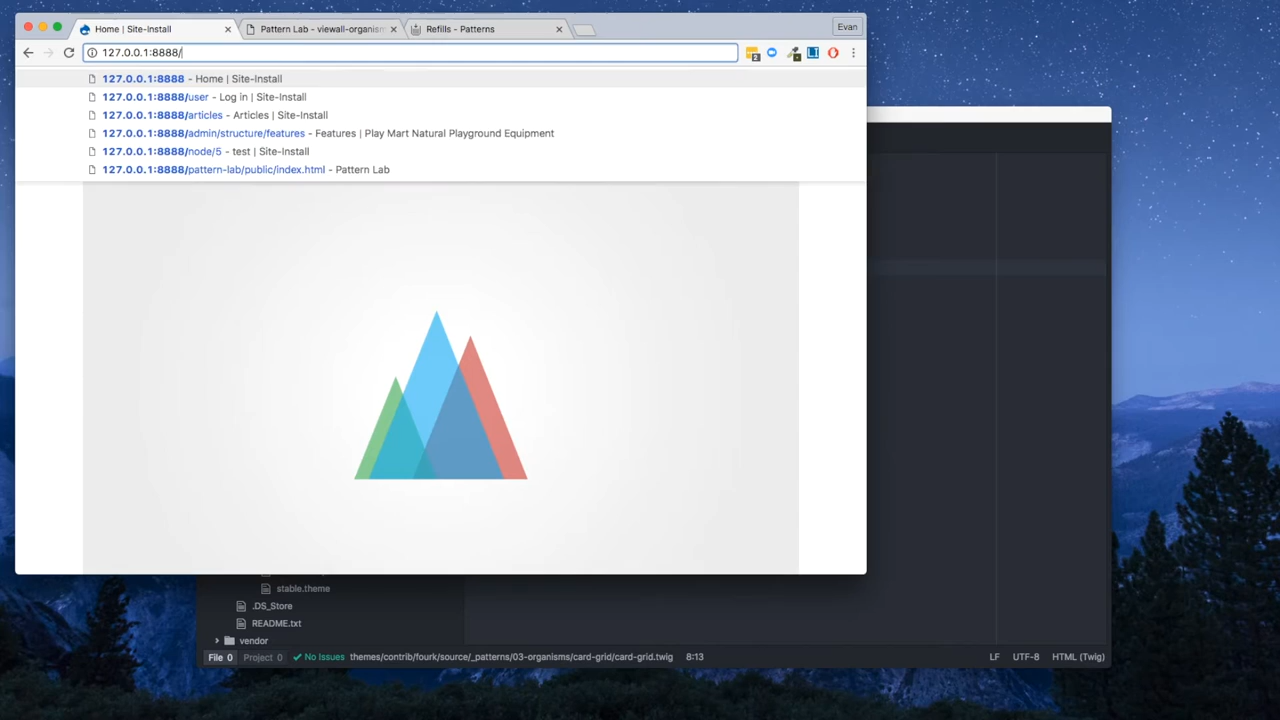 Home | Site-Install
Pattern Lab - viewall-organism
Refills - Patterns
Evan
127.0.0.1:8888/
127.0.0.1:8888 - Home | Site-Install
127.0.0.1:8888/user - Log in | Site-Install
127.0.0.1:8888/articles - Articles | Site-Install
127.0.0.1:8888/admin/structure/features - Features | Play Mart Natural Playground Equipment
127.0.0.1:8888/node/5 - test | Site-Install
127.0.0.1:8888/pattern-lab/public/index.html - Pattern Lab
stable.theme
.DS_Store
README.txt
vendor
File 0 Project 0 No Issues themes/contrib/fourk/source/_patterns/03-organisms/card-grid/card-grid.twig 8:13 LF UTF-8 HTML (Twig)